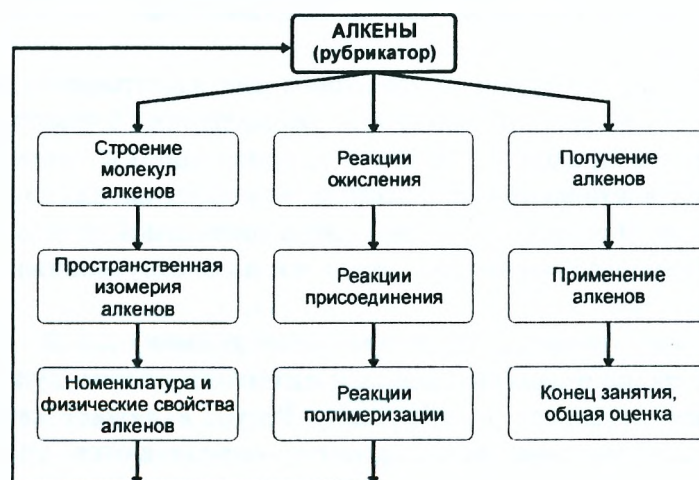 АЛКЕНЫ
(рубрикатор)
Строение
молекул
алкенов
Реакции
окисления
Получение
алкенов
Пространственная
изомерия
алкенов
Реакции
присоединения
Применение
алкенов
Номенклатура и
физические свойства
алкенов
Реакции
полимеризации
Конец занятия,
общая оценка